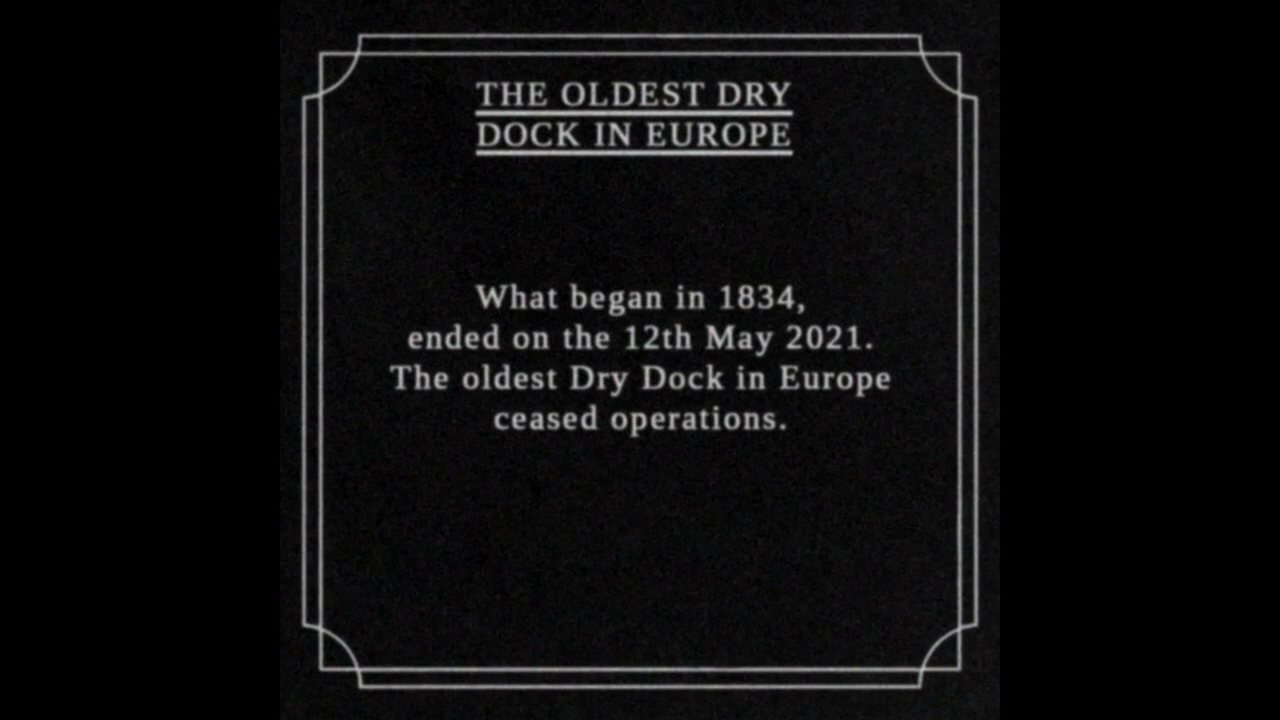 THE OLDEST DRY
DOCK IN EUROPE
What began in 1834,
ended on the 12th May 2021.
The oldest Dry Dock in Europe
ceased operations.